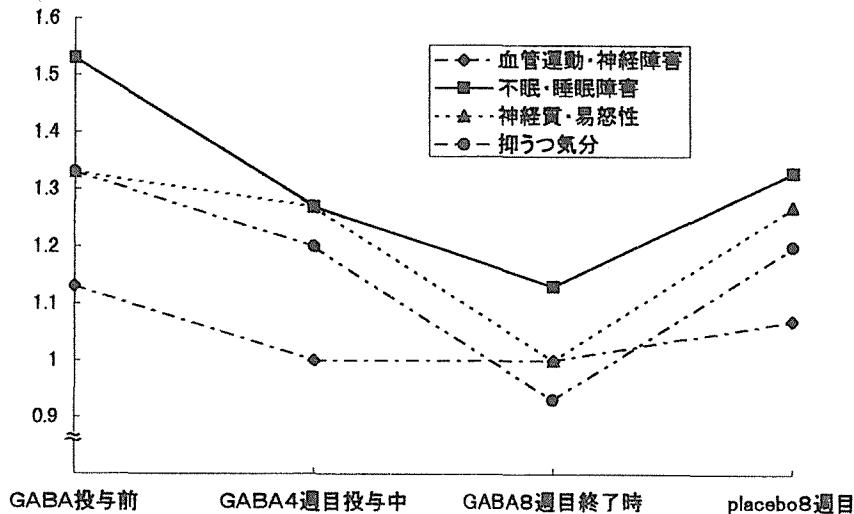 1.6
1.5
1.4
1.3
1.2
1.1
1
0.9
血管運動・神経障害
不眠・睡眠障害
神経質・易怒性
抑うつ気分
GABA投与前
GABA4週目投与中
GABA8週目終了時
placebo8週目